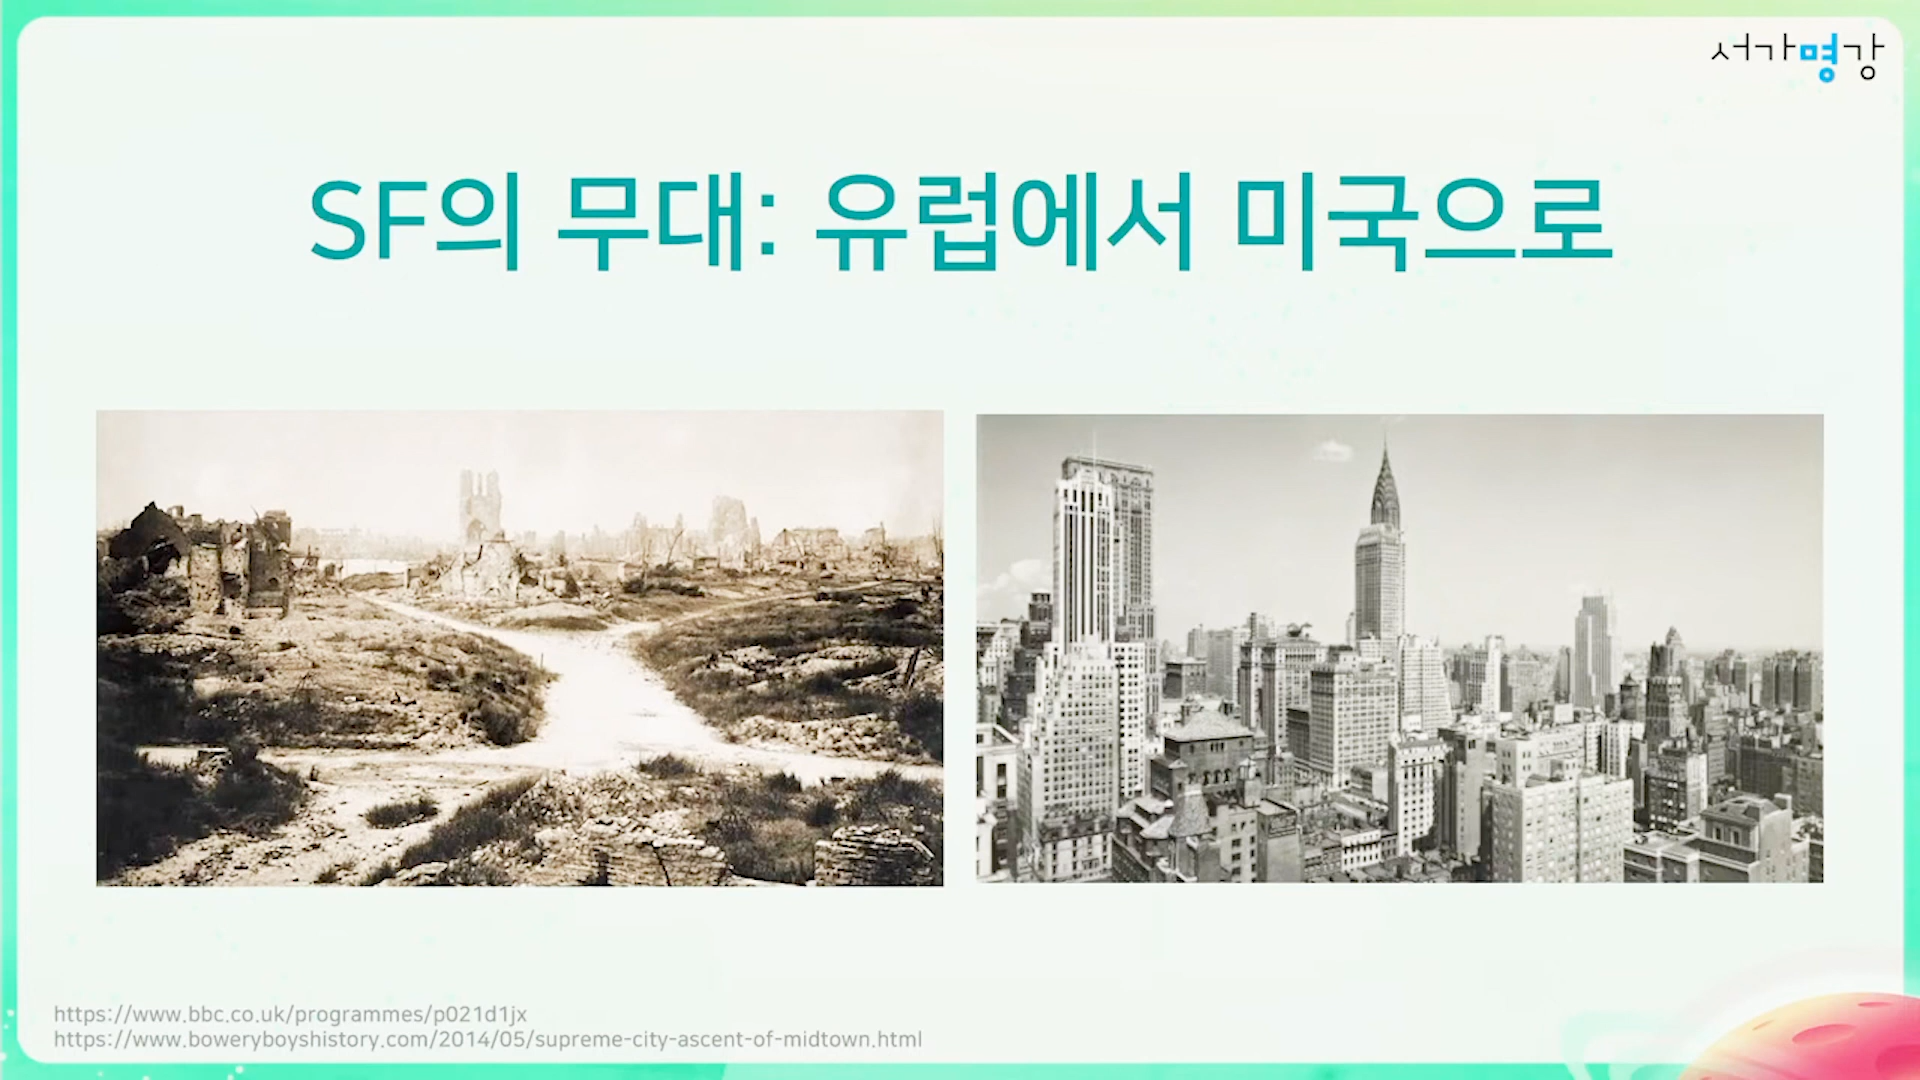 서가명강
SF의 무대: 유럽에서 미국으로
https://www.bbc.co.uk/programmes/p021d1jx
https://www.boweryboyshistory.com/2014/05/supreme-city-ascent-of-midtown.html